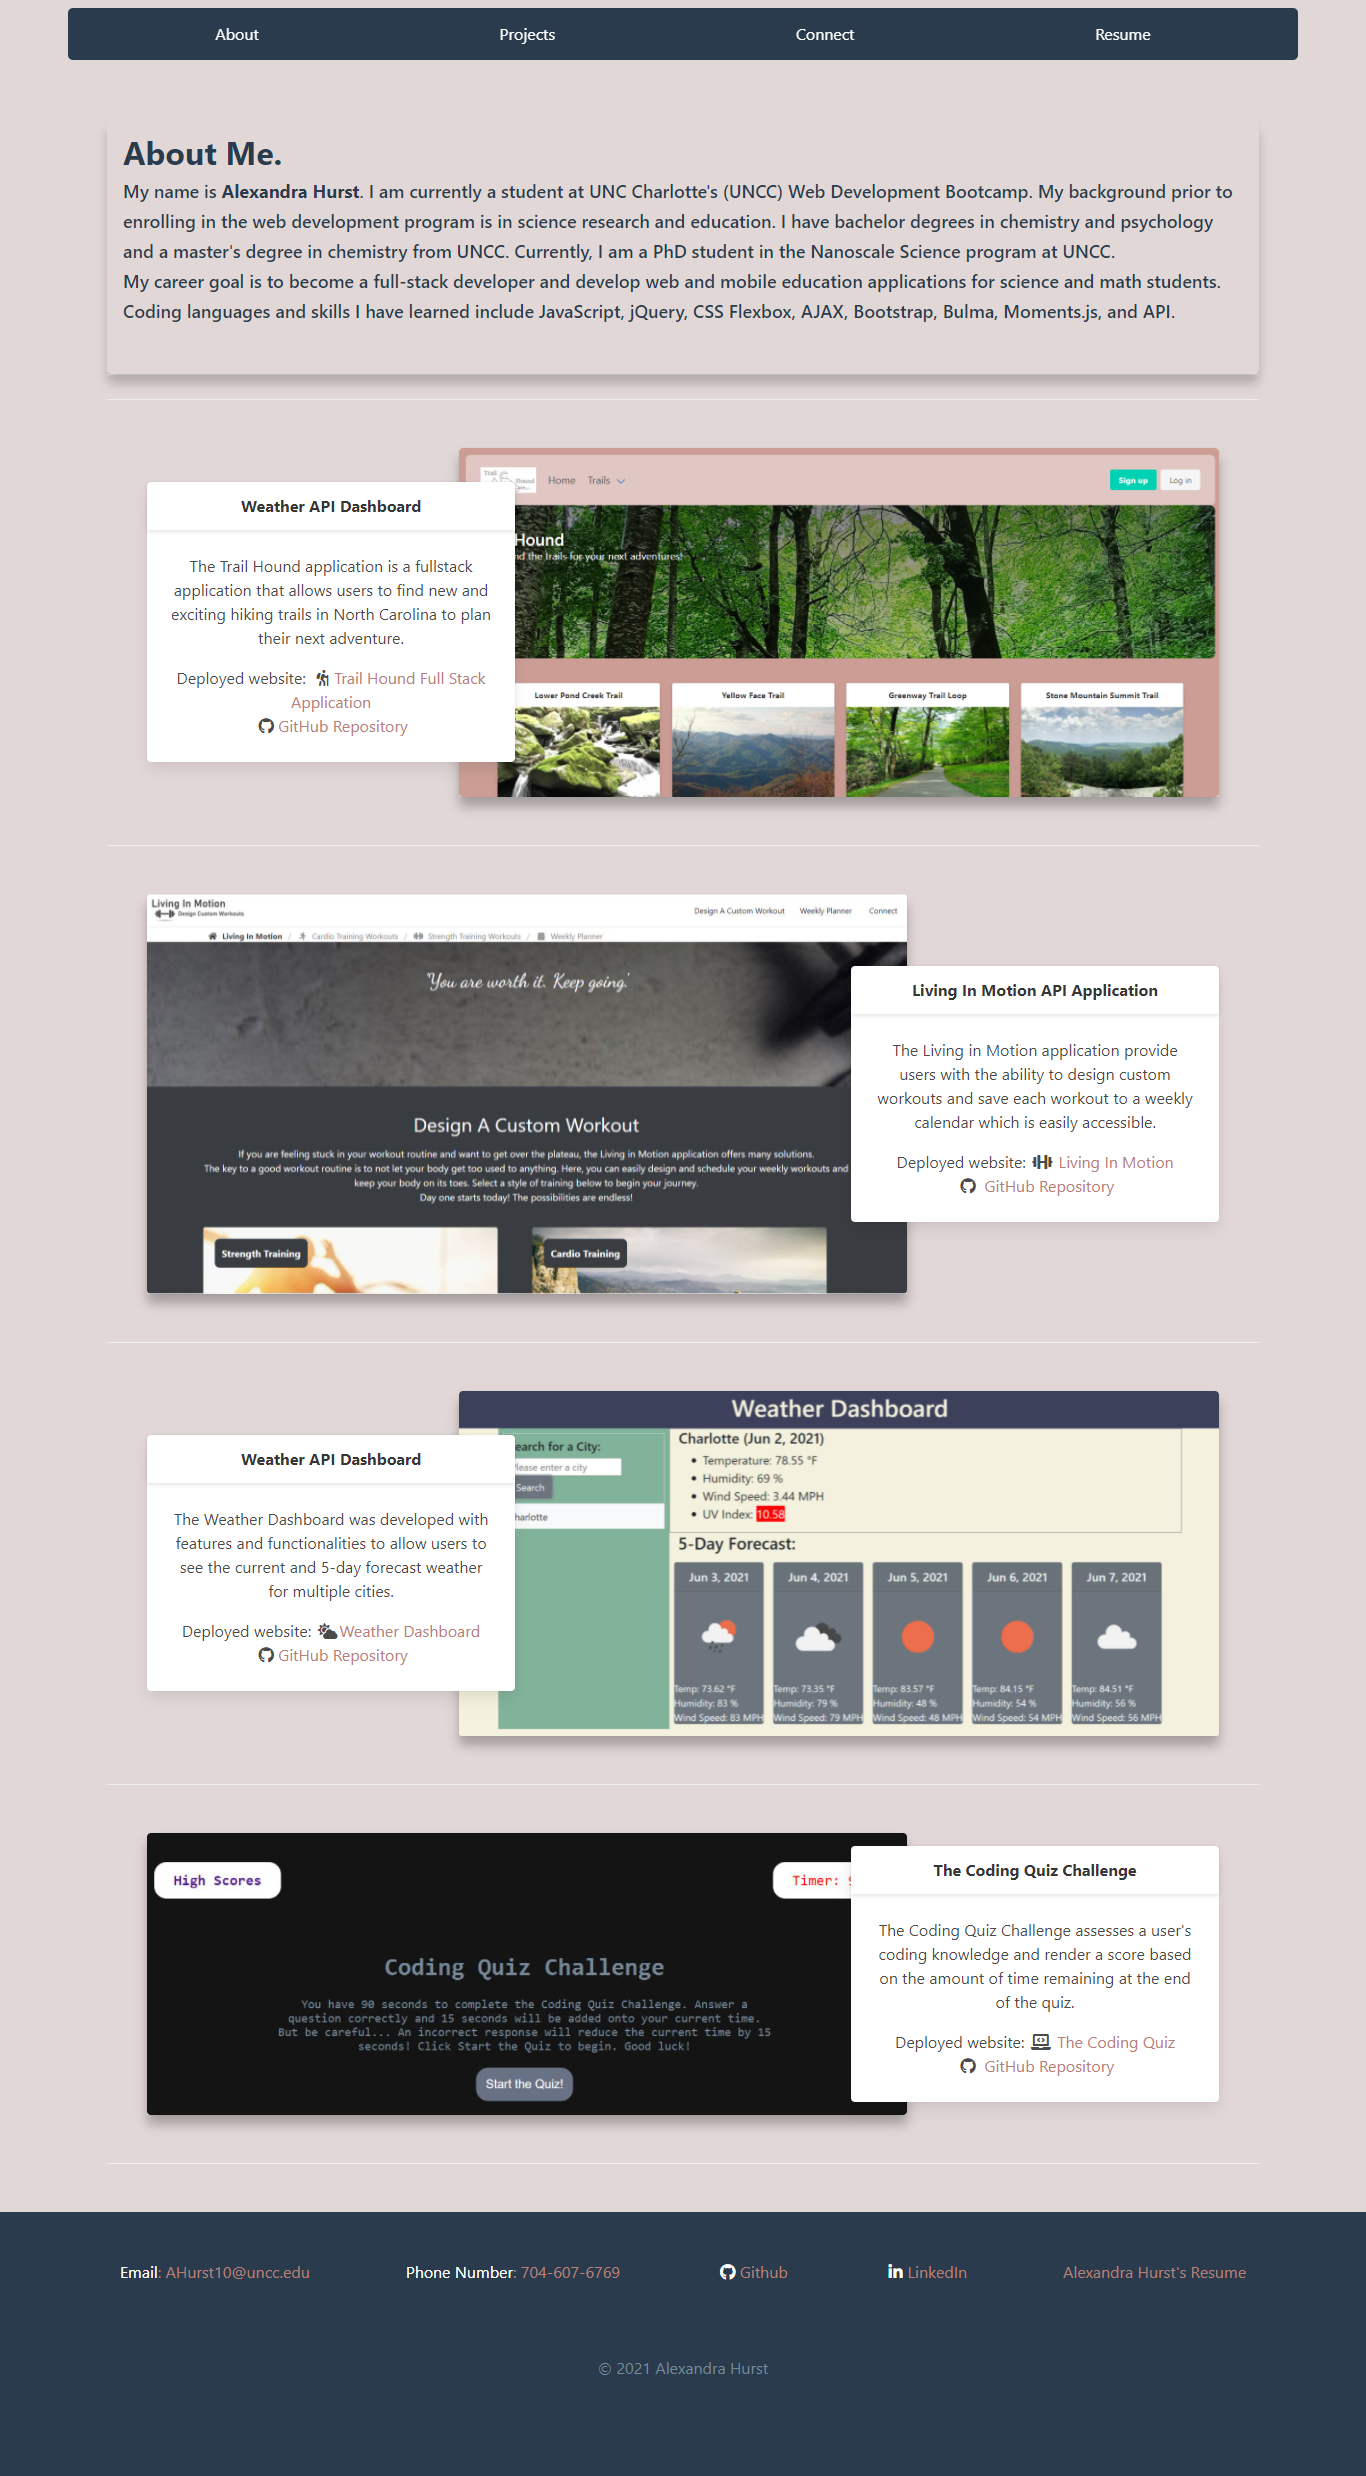 About
Projects
Connect
Resume
About Me.
My name is Alexandra Hurst. I am currently a student at UNC Charlotte's (UNCC) Web Development Bootcamp. My background prior to
enrolling in the web development program is in science research and education. I have bachelor degrees in chemistry and psychology
and a master's degree in chemistry from UNCC. Currently, I am a PhD student in the Nanoscale Science program at UNCC.
My career goal is to become a full-stack developer and develop web and mobile education applications for science and math students.
Coding languages and skills I have learned include JavaScript, jQuery, CSS Flexbox, AJAX, Bootstrap, Bulma, Moments.js, and API.
Weather API Dashboard
The Trail Hound application is a fullstack
application that allows users to find new and
exciting hiking trails in North Carolina to plan
their next adventure.
Deployed website: Trail Hound Full Stack
Application
GitHub Repository
Trail
Home
Trails
Sign up
Log in
Hound
the trails for your next adventures!
Lower Pond Creek Trail
Yellow Face Trail
Greenway Trail Loop
Stone Mountain Summit Trail
Living In Motion
Design Custom Workouts
Design A Custom Workout
Weekly Planner
Connect
Living In Motion / Cardio Training Workouts / Strength Training Workouts / Weekly Planner
'You are worth it. Keep going.'
Design A Custom Workout
If you are feeling stuck in your workout routine and want to get over the plateau, the Living in Motion application offers many solutions.
The key to a good workout routine is to not let your body get too used to anything. Here, you can easily design and schedule your weekly workouts and
keep your body on its toes. Select a style of training below to begin your journey.
Day one starts today! The possibilities are endless!
Strength Training
Cardio Training
Living In Motion API Application
The Living in Motion application provide
users with the ability to design custom
workouts and save each workout to a weekly
calendar which is easily accessible.
Deployed website: Living In Motion
GitHub Repository
Weather API Dashboard
The Weather Dashboard was developed with
features and functionalities to allow users to
see the current and 5-day forecast weather
for multiple cities.
Deployed website: Weather Dashboard
GitHub Repository
Weather Dashboard
earch for a City:
Please enter a city
Search
harlotte
Charlotte (Jun 2, 2021)
Temperature: 78.55 °F
Humidity: 69 %
Wind Speed: 3.44 MPH
UV Index: 10.58
5-Day Forecast:
Jun 3, 2021
Temp: 73.62 °F
Humidity: 83 %
Wind Speed: 83 MPH
Jun 4, 2021
Temp: 73.35 °F
Humidity: 79 %
Wind Speed: 79 MPH
Jun 5, 2021
Temp: 83.57 °F
Humidity: 48 %
Wind Speed: 48 MPH
Jun 6, 2021
Temp: 84.15 °F
Humidity: 54 %
Wind Speed: 54 MPH
Jun 7, 2021
Temp: 84.51 °F
Humidity: 56 %
Wind Speed: 56 MPH
High Scores
Timer:
Coding Quiz Challenge
You have 90 seconds to complete the Coding Quiz Challenge. Answer a
question correctly and 15 seconds will be added onto your current time.
But be careful... An incorrect response will reduce the current time by 15
seconds! Click Start the Quiz to begin. Good luck!
Start the Quiz!
The Coding Quiz Challenge
The Coding Quiz Challenge assesses a user's
coding knowledge and render a score based
on the amount of time remaining at the end
of the quiz.
Deployed website: The Coding Quiz
GitHub Repository
Email: AHurst10@uncc.edu
Phone Number: 704-607-6769
Github
LinkedIn
Alexandra Hurst's Resume
© 2021 Alexandra Hurst